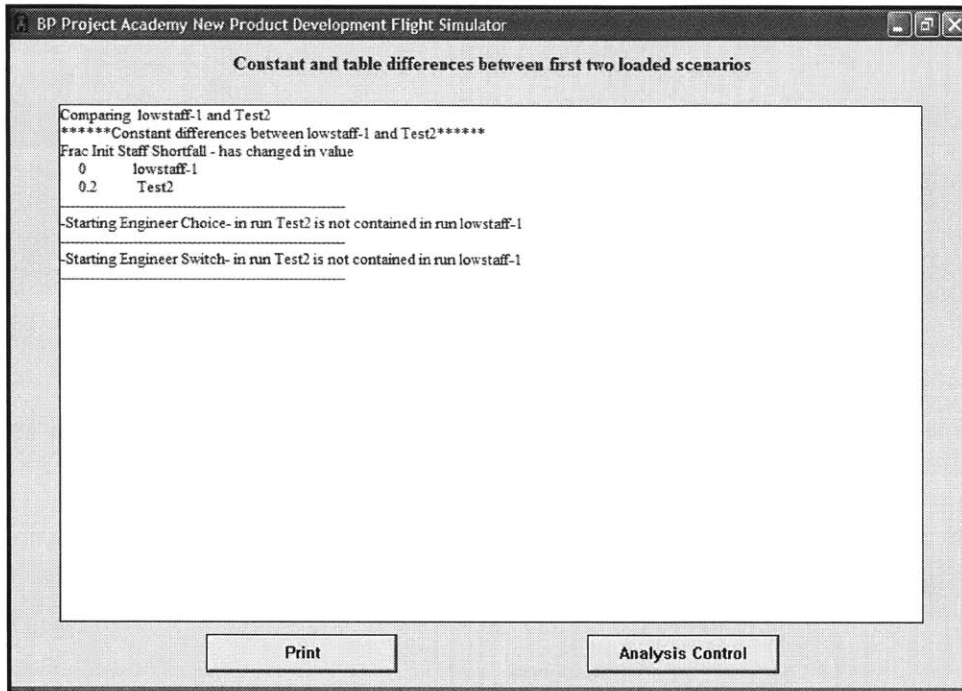 BP Project Academy New Product Development Flight Simulator
Constant and table differences between first two loaded scenarios
Comparing lowstaff-1 and Test2
******Constant differences between lowstaff-1 and Test2******
Frac Init Staff Shortfall - has changed in value
0 lowstaff-1
0.2 Test2
-Starting Engineer Choice- in run Test2 is not contained in run lowstaff-1
-Starting Engineer Switch- in run Test2 is not contained in run lowstaff-1
Print Analysis Control